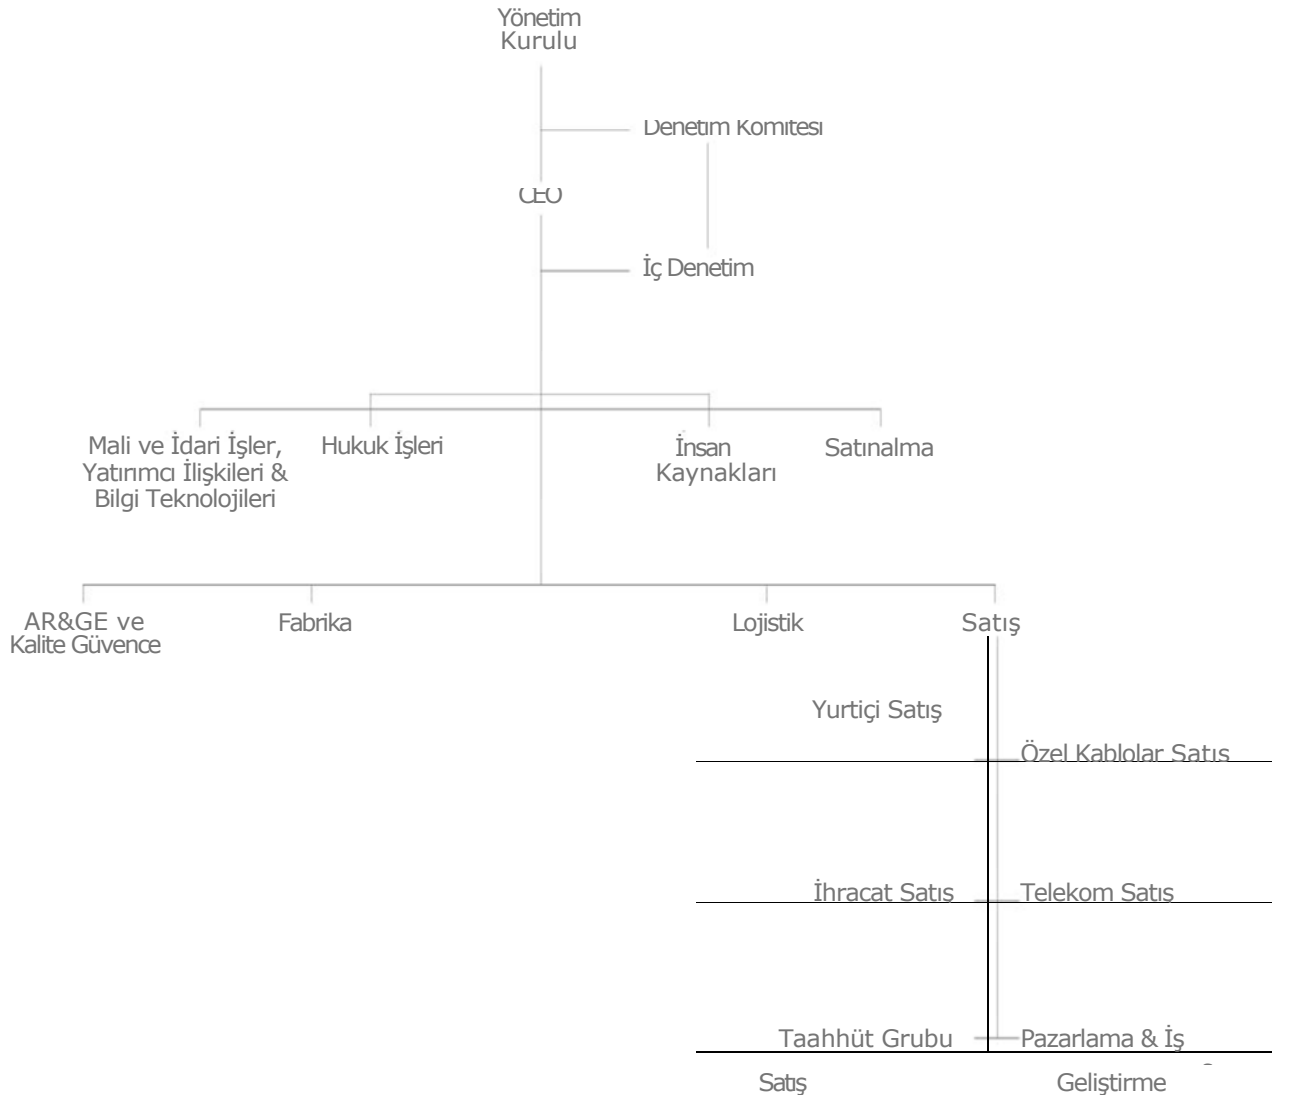 Yönetim
Kurulu
Denetim Komitesi
CEO
İç Denetim
Mali ve İdari İşler,
Yatırımcı İlişkileri &
Bilgi Teknolojileri
Hukuk İşleri
İnsan
Kaynakları
Satınalma
AR&GE ve
Kalite Güvence
Fabrika
Lojistik
Satış
Yurtiçi Satış
Özel Kablolar Satış
İhracat Satış
Telekom Satış
Taahhüt Grubu
Satış
Pazarlama & İş
Geliştirme